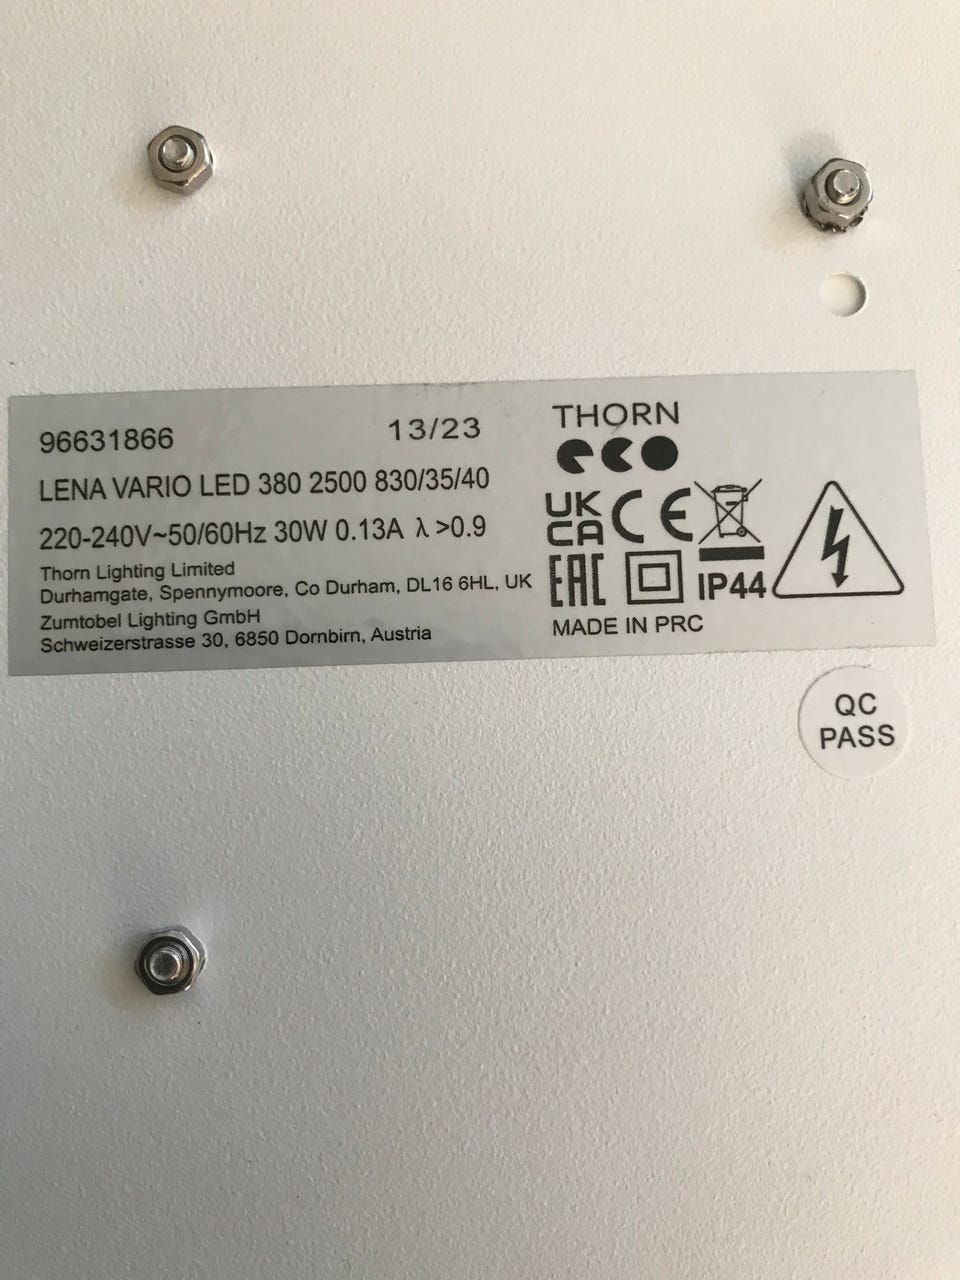 96631866 13/23
LENA VARIO LED 380 2500 830/35/40
220-240V~50/60Hz 30W 0.13A λ >0.9
Thorn Lighting Limited
Durhamgate, Spennymoore, Co Durham, DL16 6HL, UK
Zumtobel Lighting GmbH
Schweizerstrasse 30, 6850 Dornbirn, Austria
THORN
eco
UK
CA CE
EAC IP44
MADE IN PRC
QC
PASS